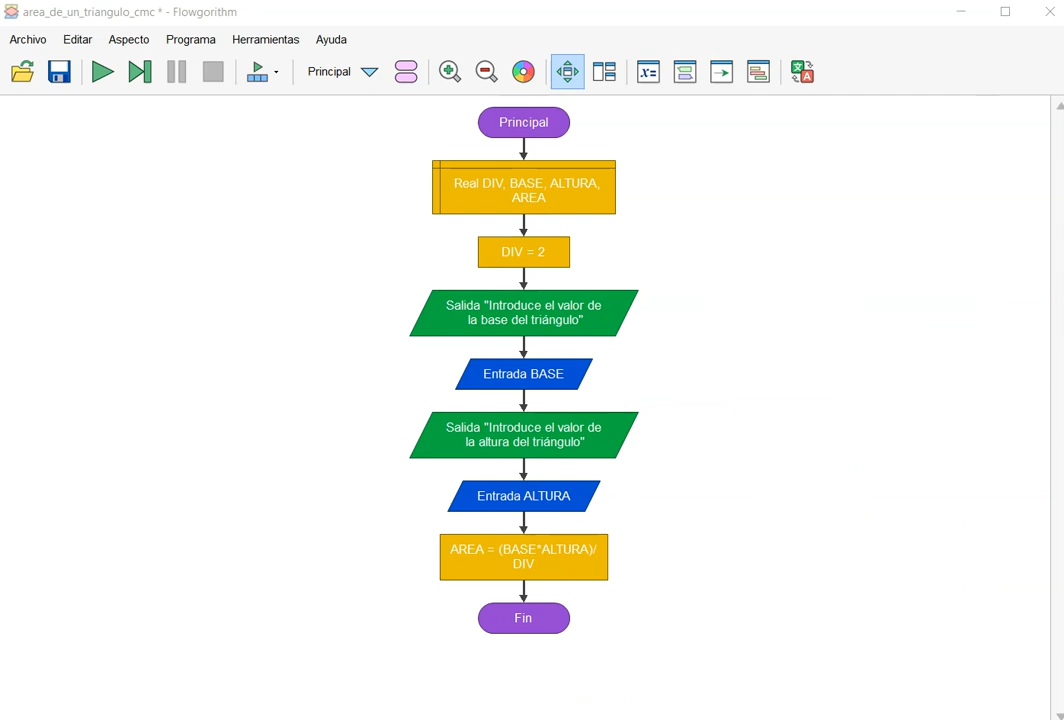 area_de_un_triangulo_cmc * - Flowgorithm
Archivo Editar Aspecto Programa Herramientas Ayuda
Principal
x=
文 A
Principal
Real DIV, BASE, ALTURA,
AREA
DIV = 2
Salida "Introduce el valor de
la base del triángulo"
Entrada BASE
Salida "Introduce el valor de
la altura del triángulo"
Entrada ALTURA
AREA = (BASE*ALTURA)/
DIV
Fin